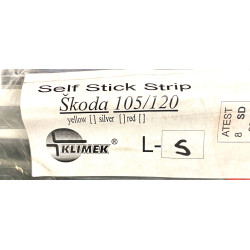 Self Stick Strip
Škoda 105/120
yellow [] silver [] red []
KLIMEK
L-S
ATEST
8 SD